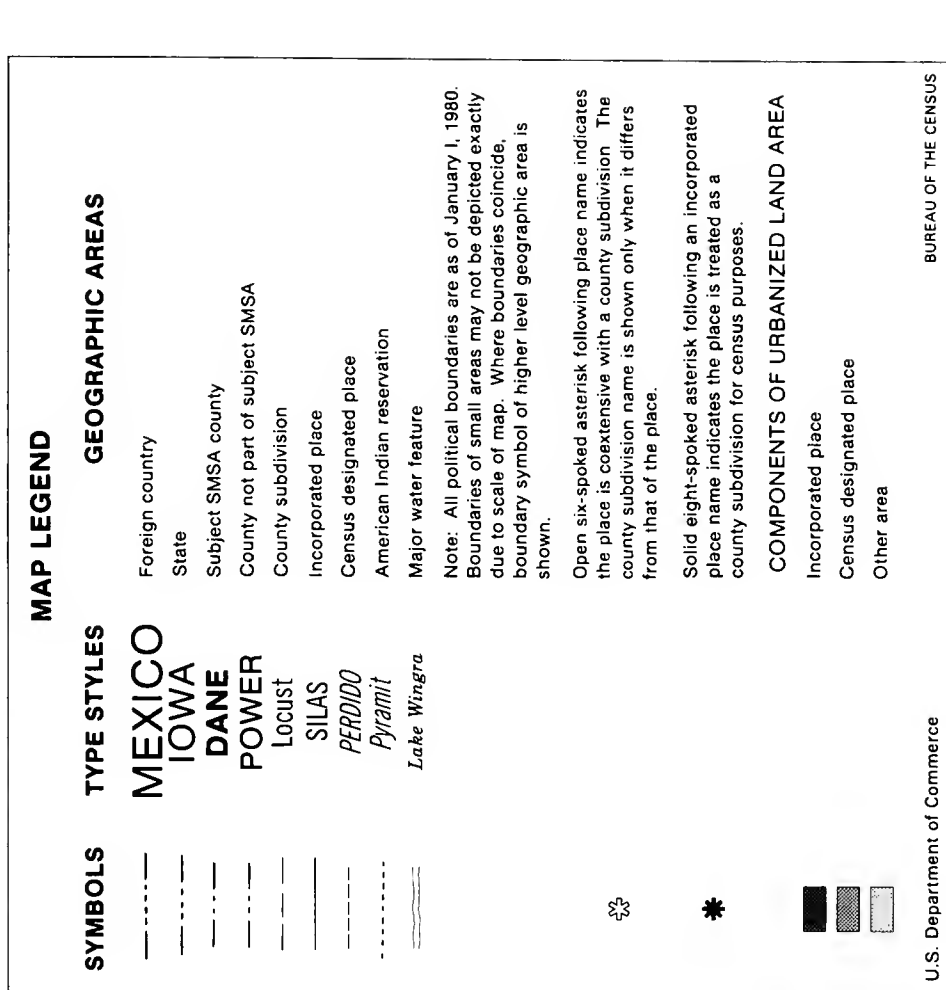 MAP LEGEND
SYMBOLS TYPE STYLES GEOGRAPHIC AREAS
MEXICO Foreign country
IOWA State
DANE Subject SMSA county
POWER County not part of subject SMSA
Locust County subdivision
SILAS Incorporated place
PERDIDO Census designated place
Pyramit American Indian reservation
Lake Wingra Major water feature
Note: All political boundaries are as of January I, 1980.
Boundaries of small areas may not be depicted exactly
due to scale of map. Where boundaries coincide,
boundary symbol of higher level geographic area is
shown.
Open six-spoked asterisk following place name indicates
the place is coextensive with a county subdivision The
county subdivision name is shown only when it differs
from that of the place.
Solid eight-spoked asterisk following an incorporated
place name indicates the place is treated as a
county subdivision for census purposes.
COMPONENTS OF URBANIZED LAND AREA
Incorporated place
Census designated place
Other area
U.S. Department of Commerce BUREAU OF THE CENSUS